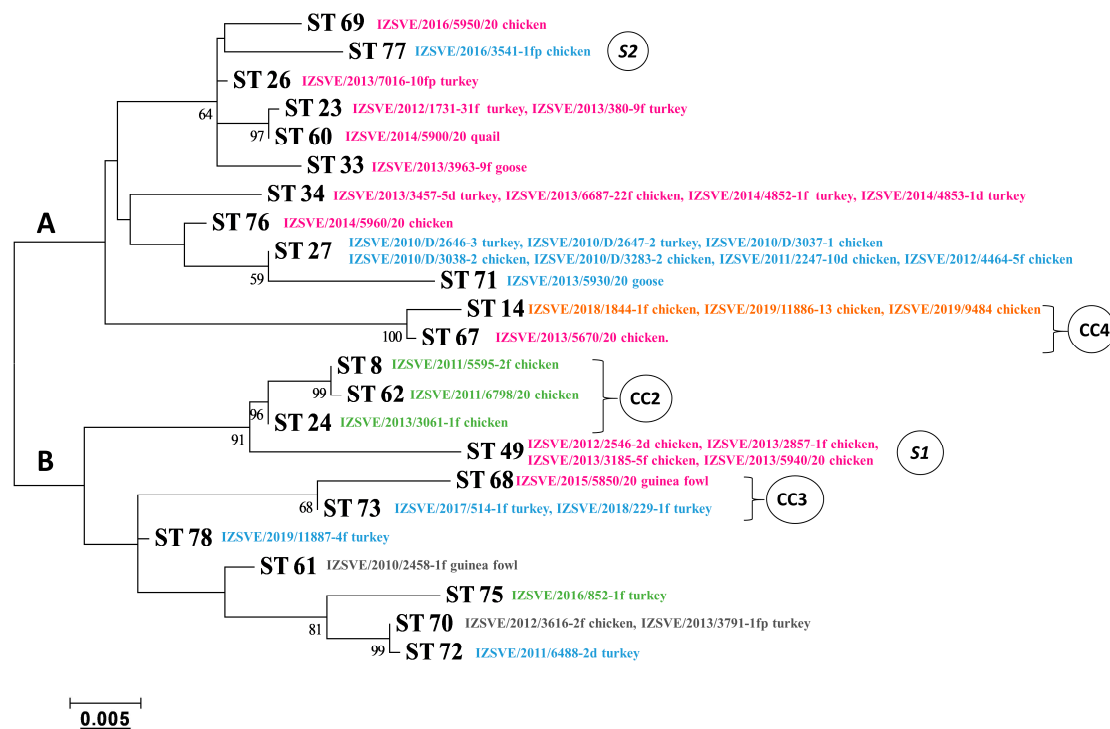 ST 69 IZSVE/2016/5950/20 chicken
ST 77 IZSVE/2016/3541-1fp chicken S2
ST 26 IZSVE/2013/7016-10fp turkey
64
ST 23 IZSVE/2012/1731-31f turkey, IZSVE/2013/380-9f turkey
97 ST 60 IZSVE/2014/5900/20 quail
ST 33 IZSVE/2013/3963-9f goose
ST 34 IZSVE/2013/3457-5d turkey, IZSVE/2013/6687-22f chicken, IZSVE/2014/4852-1f turkey, IZSVE/2014/4853-1d turkey
A
ST 76 IZSVE/2014/5960/20 chicken
ST 27 IZSVE/2010/D/2646-3 turkey, IZSVE/2010/D/2647-2 turkey, IZSVE/2010/D/3037-1 chicken
IZSVE/2010/D/3038-2 chicken, IZSVE/2010/D/3283-2 chicken, IZSVE/2011/2247-10d chicken, IZSVE/2012/4464-5f chicken
59
ST 71 IZSVE/2013/5930/20 goose
ST 14 IZSVE/2018/1844-1f chicken, IZSVE/2019/11886-13 chicken, IZSVE/2019/9484 chicken
CC4
100 ST 67 IZSVE/2013/5670/20 chicken.
ST 8 IZSVE/2011/5595-2f chicken
99 ST 62 IZSVE/2011/6798/20 chicken
CC2
96
ST 24 IZSVE/2013/3061-1f chicken
91
ST 49 IZSVE/2012/2546-2d chicken, IZSVE/2013/2857-1f chicken,
IZSVE/2013/3185-5f chicken, IZSVE/2013/5940/20 chicken
S1
B
ST 68 IZSVE/2015/5850/20 guinea fowl
CC3
68 ST 73 IZSVE/2017/514-1f turkey, IZSVE/2018/229-1f turkey
ST 78 IZSVE/2019/11887-4f turkey
ST 61 IZSVE/2010/2458-1f guinea fowl
ST 75 IZSVE/2016/852-1f turkey
81
ST 70 IZSVE/2012/3616-2f chicken, IZSVE/2013/3791-1fp turkey
99 ST 72 IZSVE/2011/6488-2d turkey
0.005